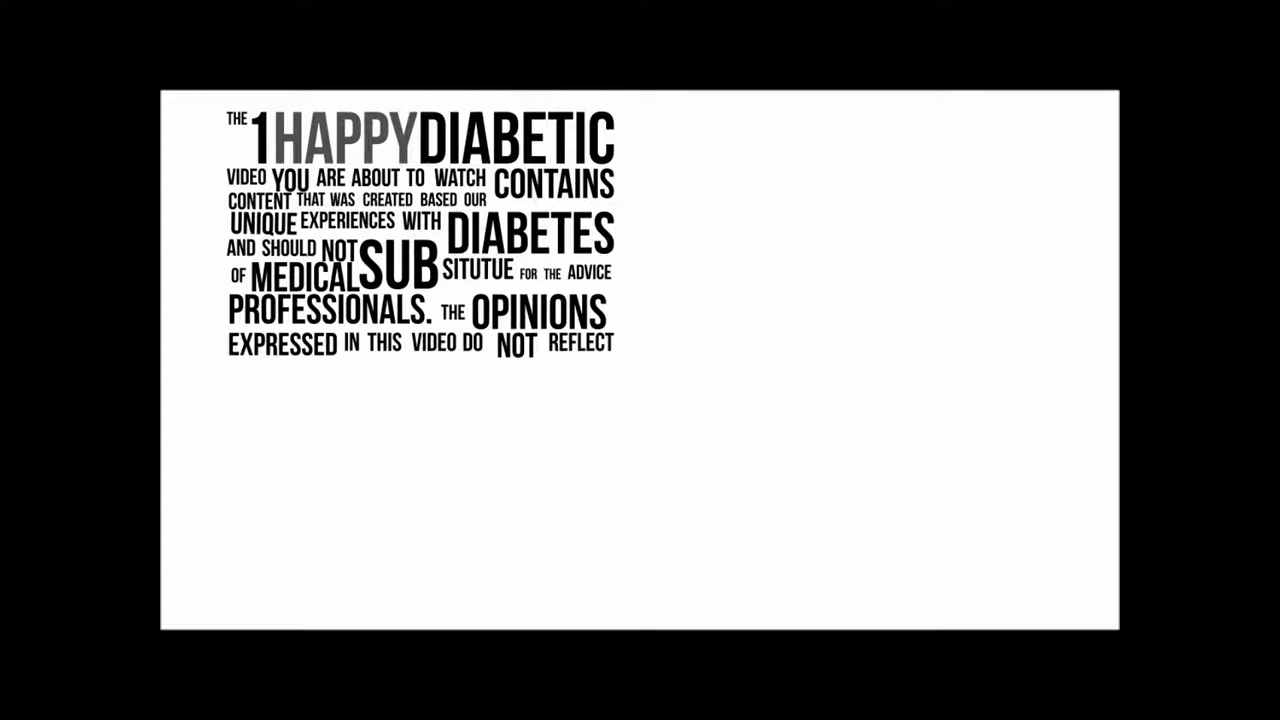 THE 1HAPPYDIABETIC
VIDEO YOU ARE ABOUT TO WATCH CONTAINS
CONTENT THAT WAS CREATED BASED OUR
UNIQUE EXPERIENCES WITH DIABETES
AND SHOULD NOT SUB SITUTUE FOR THE ADVICE
OF MEDICAL
PROFESSIONALS. THE OPINIONS
EXPRESSED IN THIS VIDEO DO NOT REFLECT